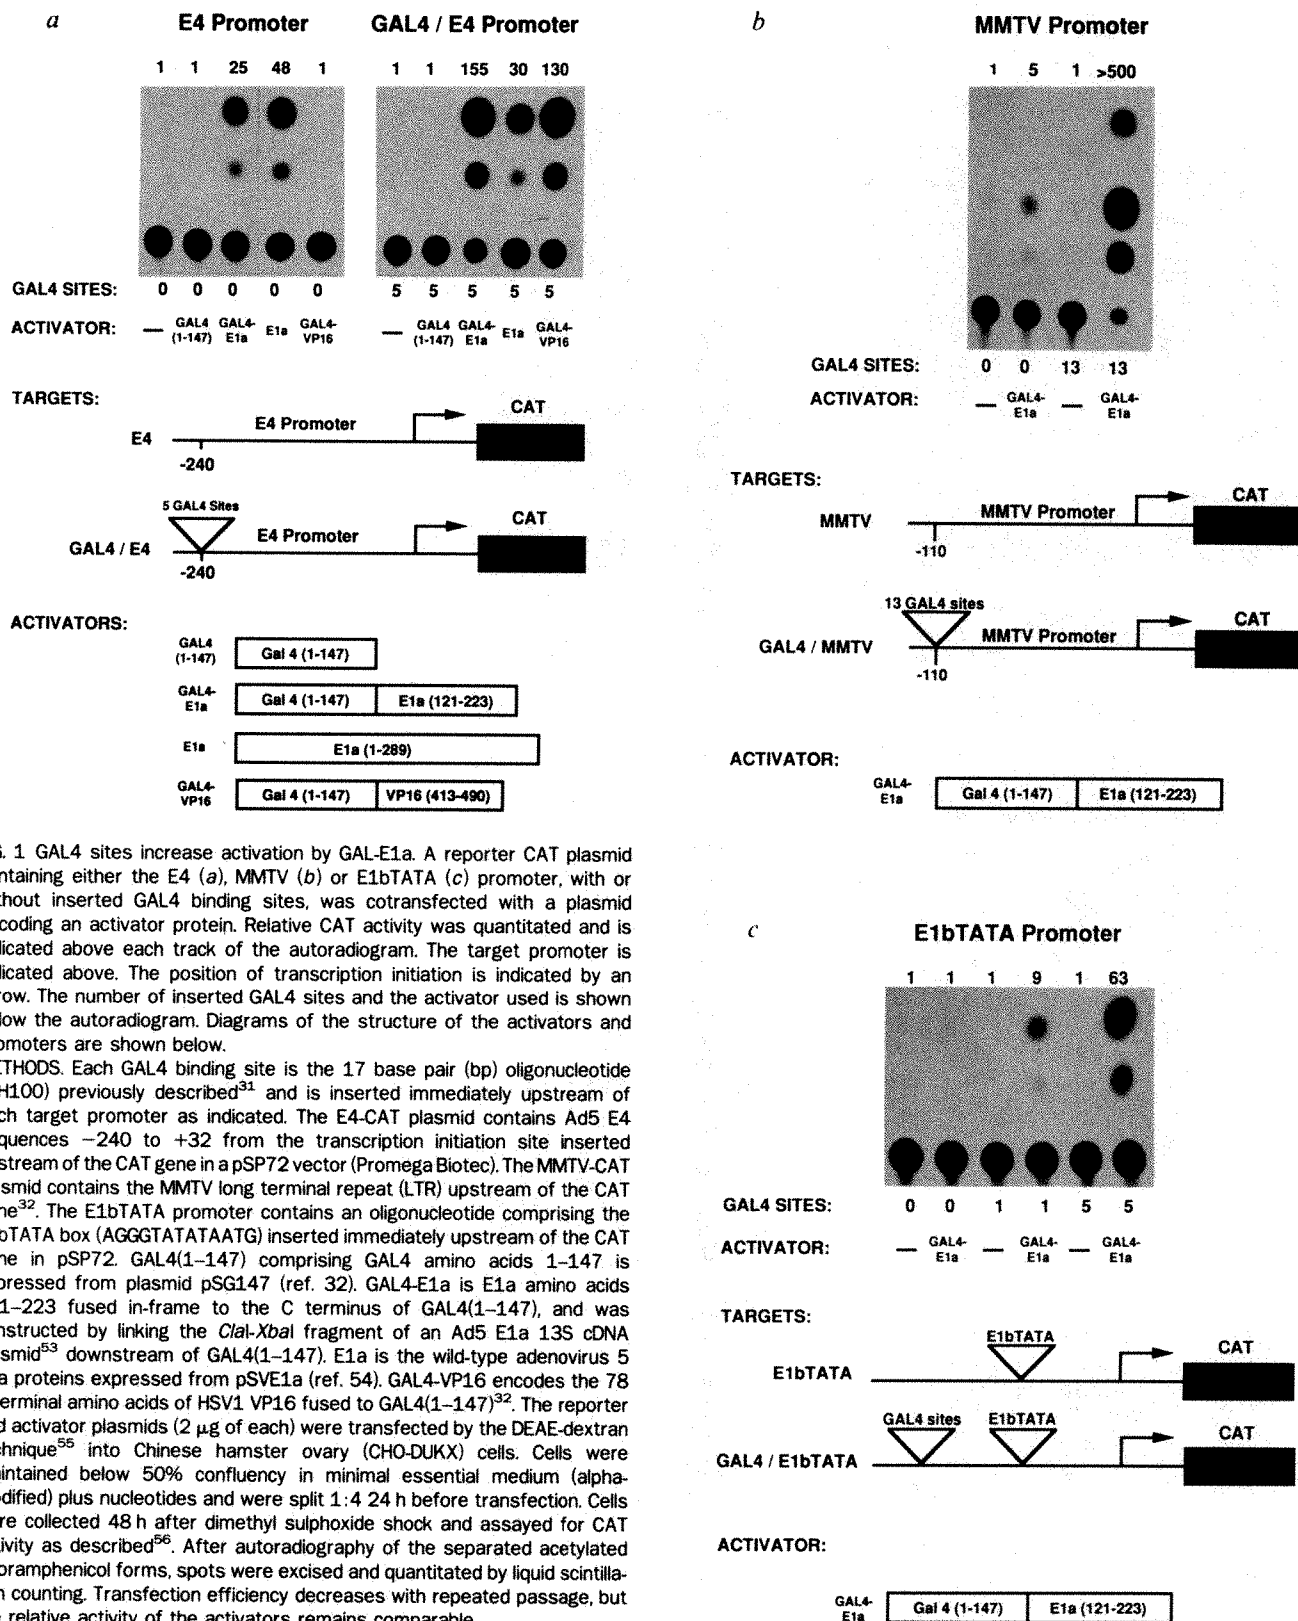 a
E4 Promoter
GAL4 / E4 Promoter
1 1 25 48 1
1 1 155 30 130
GAL4 SITES: 0 0 0 0 0 5 5 5 5 5
ACTIVATOR: — GAL4 (1-147) GAL4-E1a E1a GAL4-VP16 — GAL4 (1-147) GAL4-E1a E1a GAL4-VP16
TARGETS:
E4 E4 Promoter CAT
-240
5 GAL4 Sites
GAL4 / E4 E4 Promoter CAT
-240
ACTIVATORS:
GAL4 (1-147) Gal 4 (1-147)
GAL4-E1a Gal 4 (1-147) E1a (121-223)
E1a E1a (1-289)
GAL4-VP16 Gal 4 (1-147) VP16 (413-490)
. 1 GAL4 sites increase activation by GAL-E1a. A reporter CAT plasmid
ntaining either the E4 (a), MMTV (b) or E1bTATA (c) promoter, with or
thout inserted GAL4 binding sites, was cotransfected with a plasmid
coding an activator protein. Relative CAT activity was quantitated and is
licated above each track of the autoradiogram. The target promoter is
licated above. The position of transcription initiation is indicated by an
row. The number of inserted GAL4 sites and the activator used is shown
low the autoradiogram. Diagrams of the structure of the activators and
omoters are shown below.
THODS. Each GAL4 binding site is the 17 base pair (bp) oligonucleotide
H100) previously described31 and is inserted immediately upstream of
ch target promoter as indicated. The E4-CAT plasmid contains Ad5 E4
quences −240 to +32 from the transcription initiation site inserted
stream of the CAT gene in a pSP72 vector (Promega Biotec). The MMTV-CAT
smid contains the MMTV long terminal repeat (LTR) upstream of the CAT
ne32. The E1bTATA promoter contains an oligonucleotide comprising the
bTATA box (AGGGTATATAATG) inserted immediately upstream of the CAT
ne in pSP72. GAL4(1–147) comprising GAL4 amino acids 1–147 is
pressed from plasmid pSG147 (ref. 32). GAL4-E1a is E1a amino acids
1–223 fused in-frame to the C terminus of GAL4(1–147), and was
nstructed by linking the ClaI-XbaI fragment of an Ad5 E1a 13S cDNA
smid53 downstream of GAL4(1–147). E1a is the wild-type adenovirus 5
a proteins expressed from pSVE1a (ref. 54). GAL4-VP16 encodes the 78
erminal amino acids of HSV1 VP16 fused to GAL4(1–147)32. The reporter
d activator plasmids (2 μg of each) were transfected by the DEAE-dextran
chnique55 into Chinese hamster ovary (CHO-DUKX) cells. Cells were
intained below 50% confluency in minimal essential medium (alpha-
dified) plus nucleotides and were split 1:4 24 h before transfection. Cells
re collected 48 h after dimethyl sulphoxide shock and assayed for CAT
ivity as described56. After autoradiography of the separated acetylated
oramphenicol forms, spots were excised and quantitated by liquid scintilla-
n counting. Transfection efficiency decreases with repeated passage, but
relative activity of the activators remains comparable.
b
MMTV Promoter
1 5 1 >500
GAL4 SITES: 0 0 13 13
ACTIVATOR: — GAL4-E1a — GAL4-E1a
TARGETS:
MMTV MMTV Promoter CAT
-110
13 GAL4 sites
GAL4 / MMTV MMTV Promoter CAT
-110
ACTIVATOR:
GAL4-E1a Gal 4 (1-147) E1a (121-223)
c
E1bTATA Promoter
1 1 1 9 1 63
GAL4 SITES: 0 0 1 1 5 5
ACTIVATOR: — GAL4-E1a — GAL4-E1a — GAL4-E1a
TARGETS:
E1bTATA
E1bTATA CAT
GAL4 sites E1bTATA
GAL4 / E1bTATA CAT
ACTIVATOR:
GAL4-E1a Gal 4 (1-147) E1a (121-223)